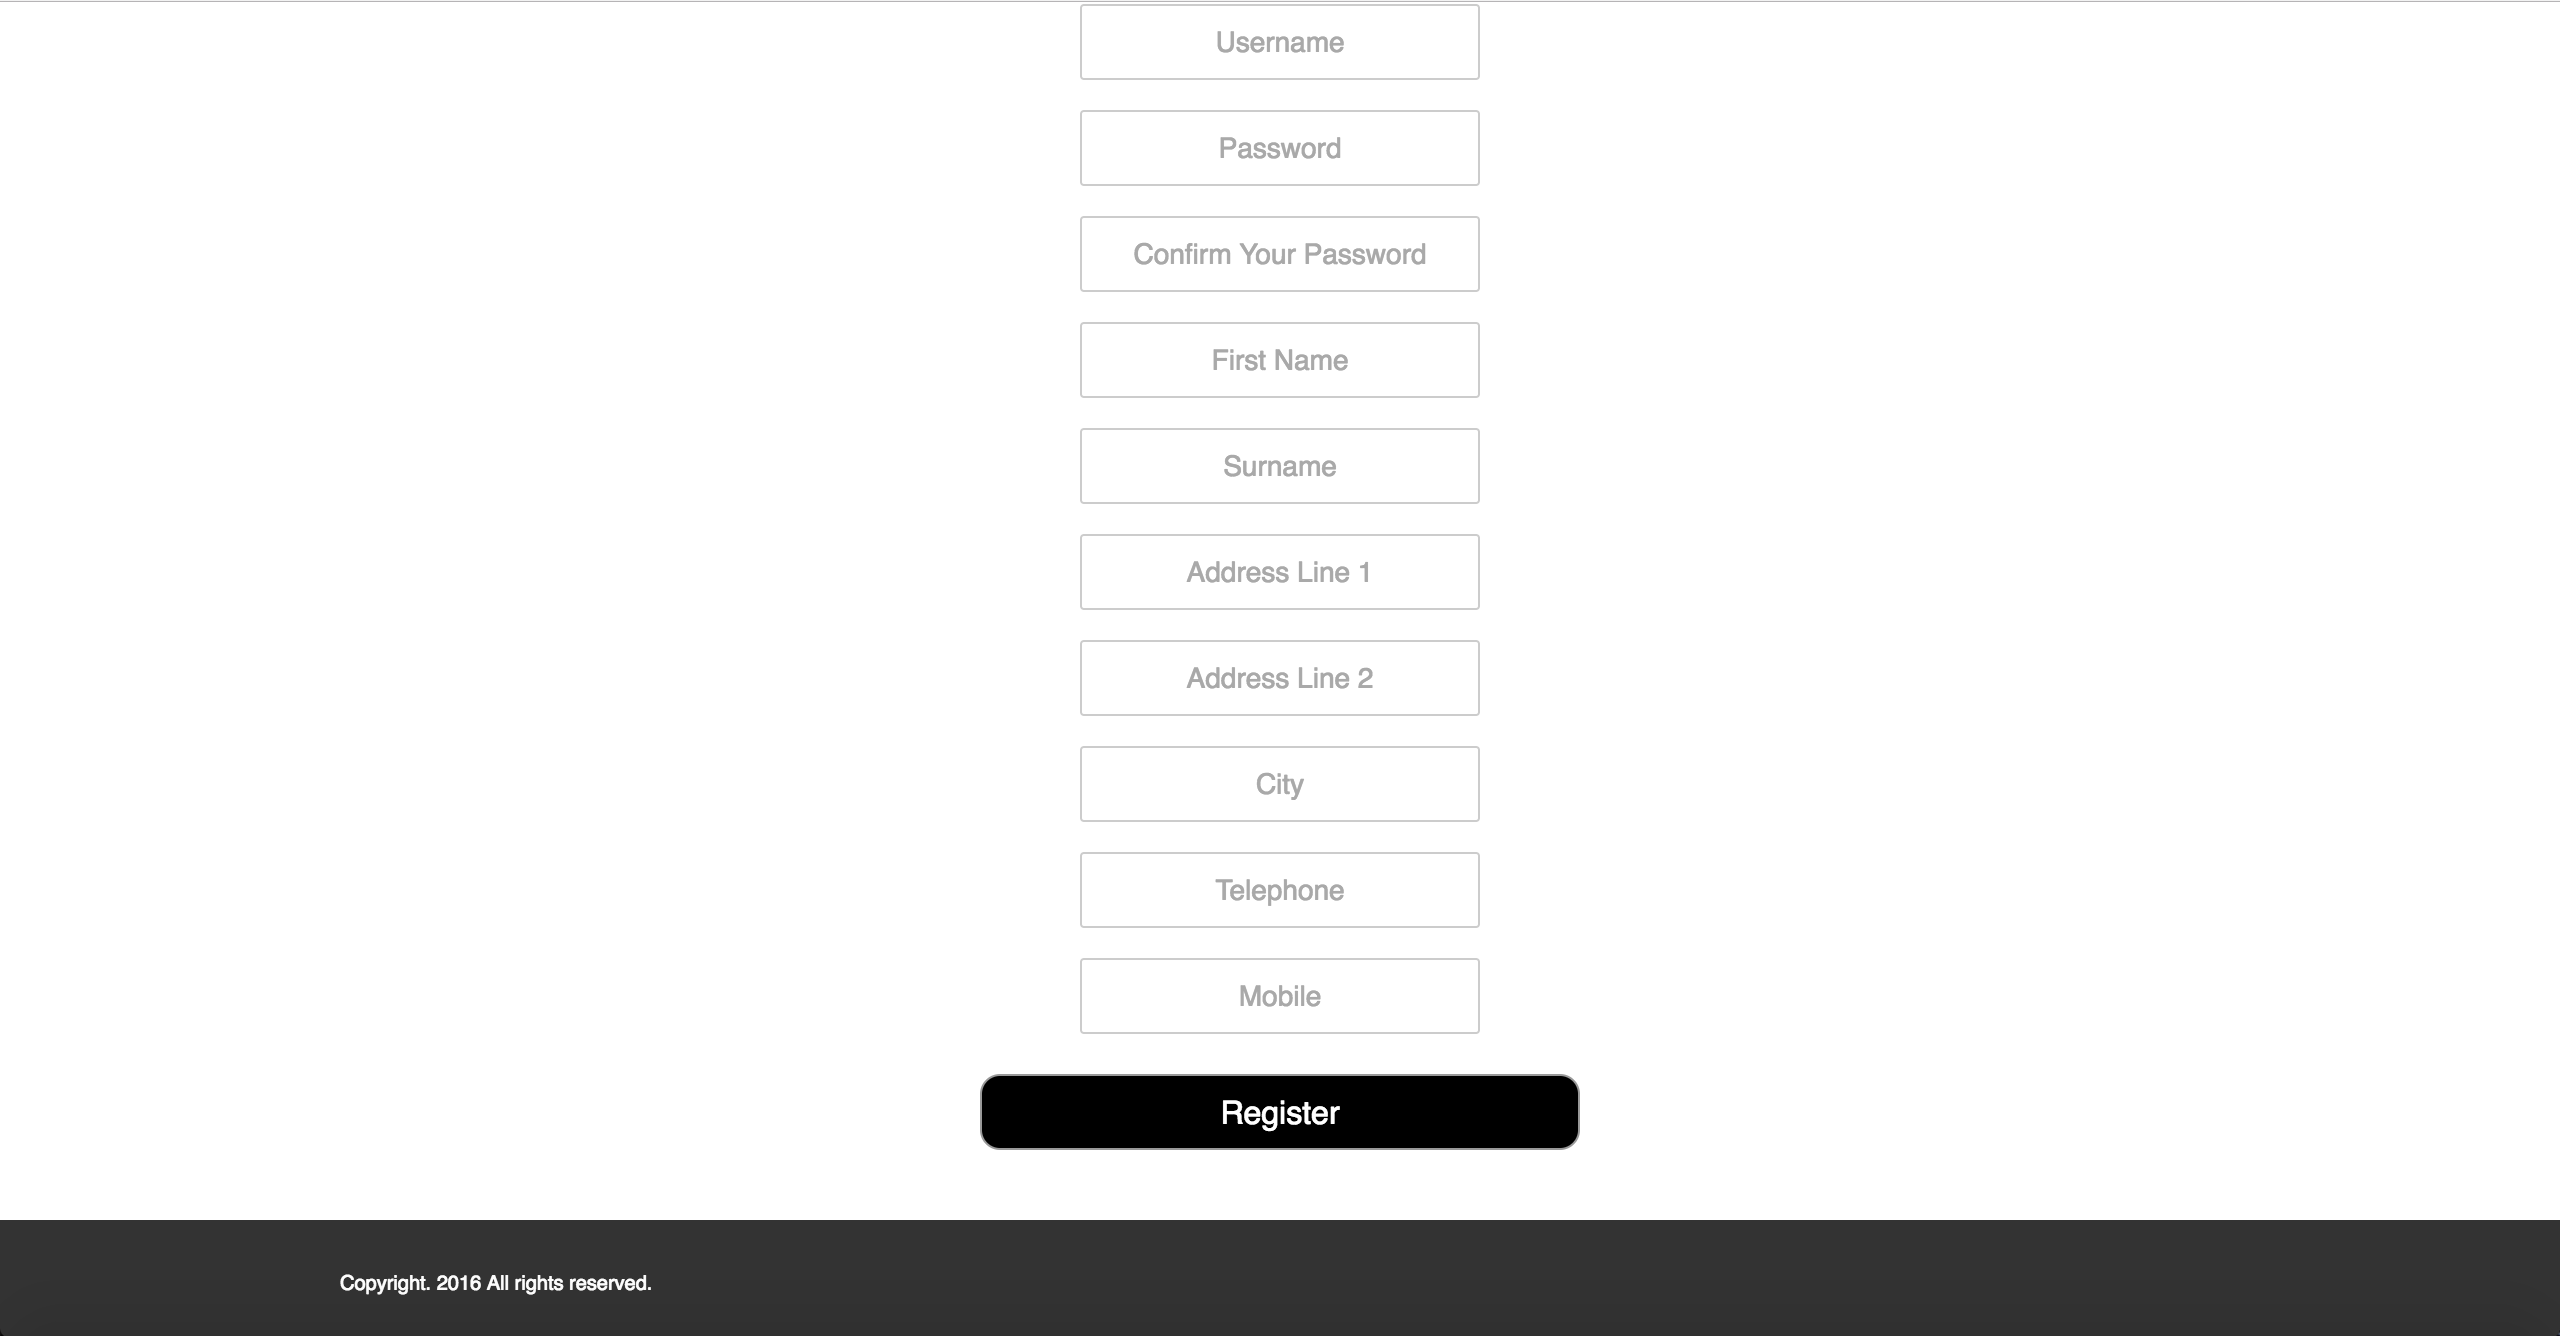 Username
Password
Confirm Your Password
First Name
Surname
Address Line 1
Address Line 2
City
Telephone
Mobile
Register
Copyright. 2016 All rights reserved.